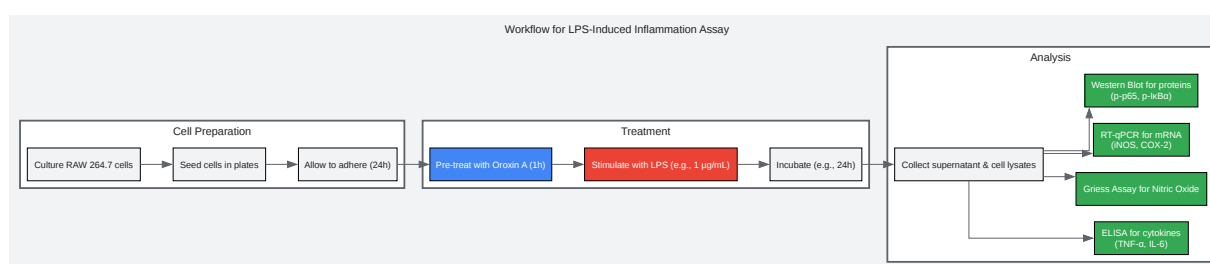 Workflow for LPS-Induced Inflammation Assay
Cell Preparation
Culture RAW 264.7 cells
Seed cells in plates
Allow to adhere (24h)
Treatment
Pre-treat with Oroxin A (1h)
Stimulate with LPS (e.g., 1 μg/mL)
Incubate (e.g., 24h)
Analysis
Collect supernatant & cell lysates
Western Blot for proteins
(p-p65, p-IκBα)
RT-qPCR for mRNA
(iNOS, COX-2)
Griess Assay for Nitric Oxide
ELISA for cytokines
(TNF-α, IL-6)